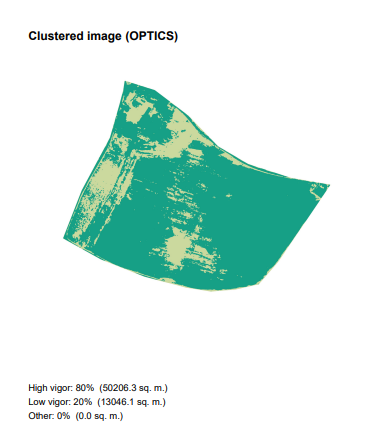 Clustered image (OPTICS)
High vigor: 80% (50206.3 sq. m.)
Low vigor: 20% (13046.1 sq. m.)
Other: 0% (0.0 sq. m.)